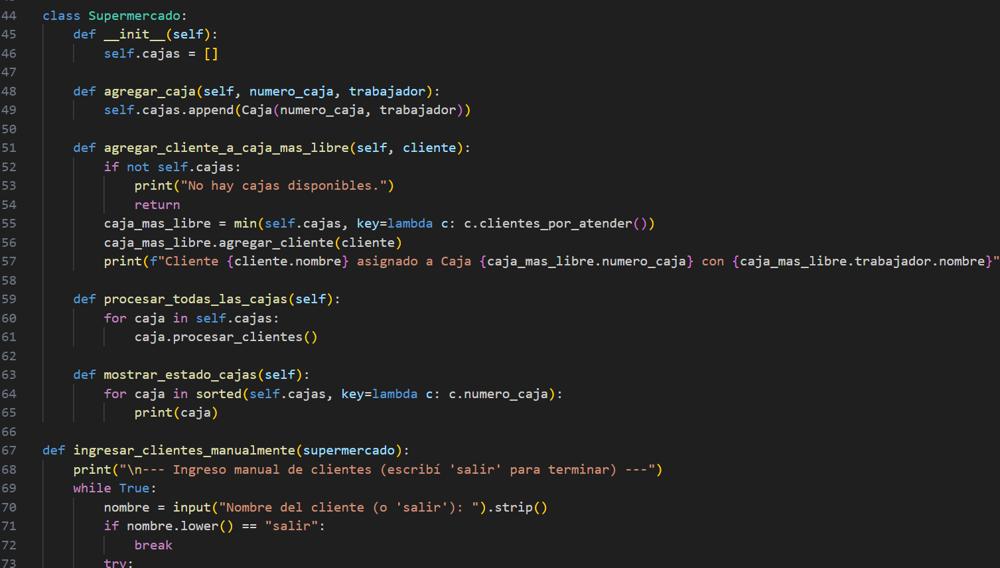 44 class Supermercado:
45     def __init__(self):
46         self.cajas = []
47
48     def agregar_caja(self, numero_caja, trabajador):
49         self.cajas.append(Caja(numero_caja, trabajador))
50
51     def agregar_cliente_a_caja_mas_libre(self, cliente):
52         if not self.cajas:
53             print("No hay cajas disponibles.")
54             return
55         caja_mas_libre = min(self.cajas, key=lambda c: c.clientes_por_atender())
56         caja_mas_libre.agregar_cliente(cliente)
57         print(f"Cliente {cliente.nombre} asignado a Caja {caja_mas_libre.numero_caja} con {caja_mas_libre.trabajador.nombre}"
58
59     def procesar_todas_las_cajas(self):
60         for caja in self.cajas:
61             caja.procesar_clientes()
62
63     def mostrar_estado_cajas(self):
64         for caja in sorted(self.cajas, key=lambda c: c.numero_caja):
65             print(caja)
66
67 def ingresar_clientes_manualmente(supermercado):
68     print("\n--- Ingreso manual de clientes (escribí 'salir' para terminar) ---")
69     while True:
70         nombre = input("Nombre del cliente (o 'salir'): ").strip()
71         if nombre.lower() == "salir":
72             break
73         try: